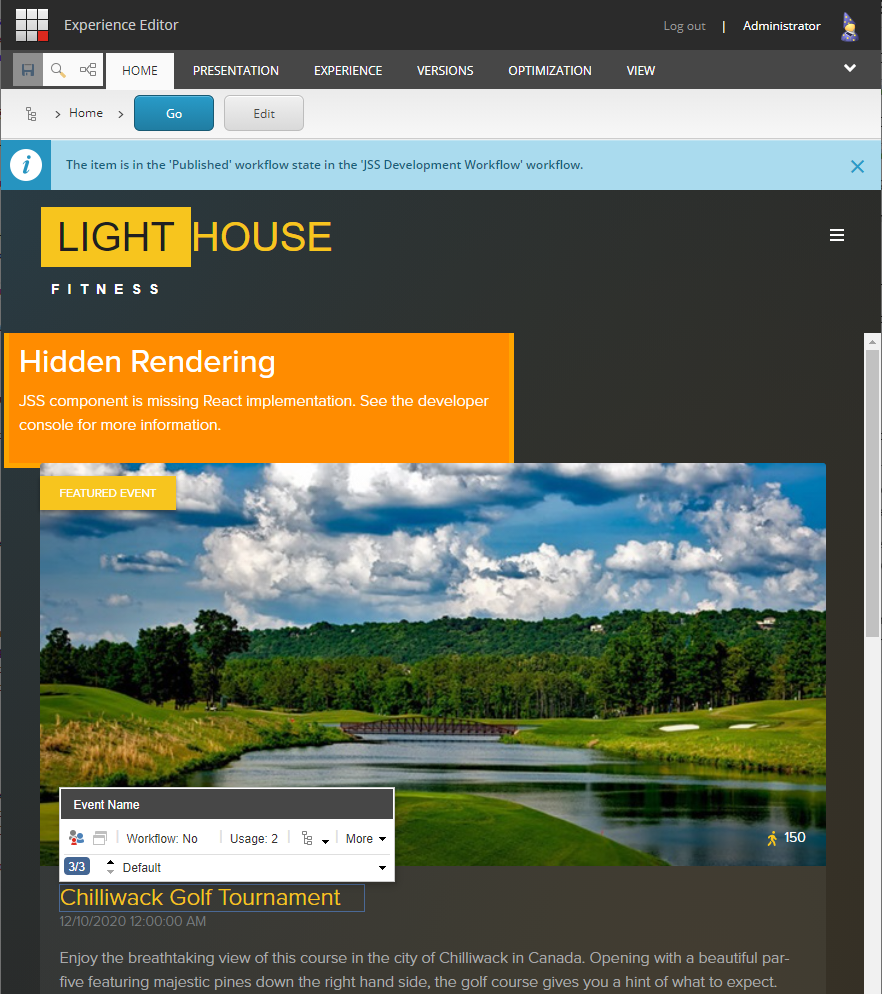 Experience Editor
Log out | Administrator
HOME PRESENTATION EXPERIENCE VERSIONS OPTIMIZATION VIEW
Home Go Edit
The item is in the 'Published' workflow state in the 'JSS Development Workflow' workflow.
LIGHT HOUSE
FITNESS
Hidden Rendering
JSS component is missing React implementation. See the developer
console for more information.
FEATURED EVENT
Event Name
150
Workflow: No Usage: 2 More
3/3 Default
Chilliwack Golf Tournament
12/10/2020 12:00:00 AM
Enjoy the breathtaking view of this course in the city of Chilliwack in Canada. Opening with a beautiful par-
five featuring majestic pines down the right hand side, the golf course gives you a hint of what to expect.